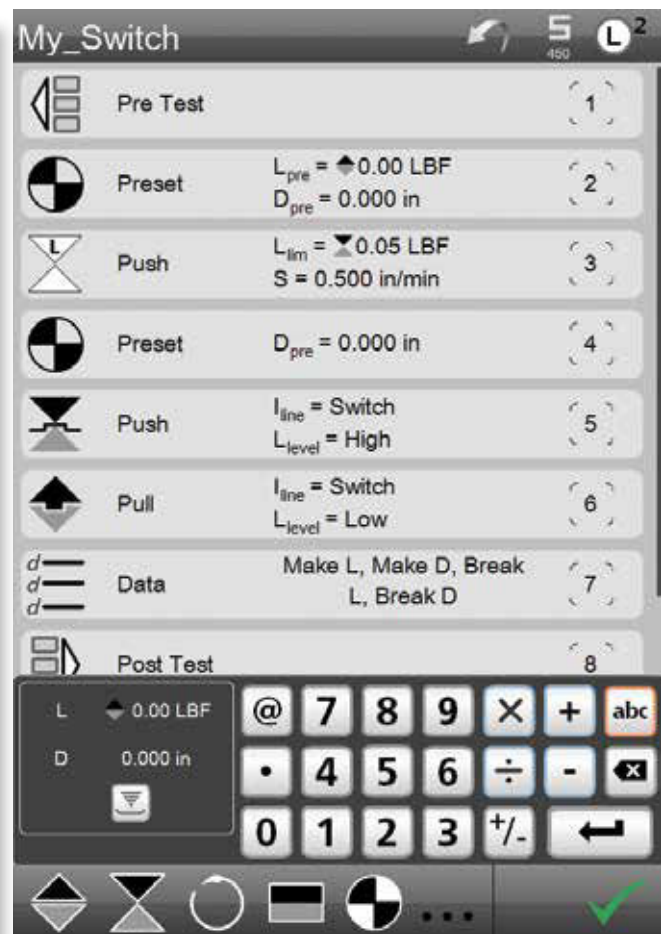 My_Switch 5 460 L 2
Pre Test 1
Preset Lpre = 0.00 LBF 2
Dpre = 0.000 in
L Push Llim = 0.05 LBF 3
S = 0.500 in/min
Preset Dpre = 0.000 in 4
Push Iline = Switch 5
Llevel = High
Pull Iline = Switch 6
Llevel = Low
d
d Data Make L, Make D, Break 7
d L, Break D
Post Test 8
L 0.00 LBF @ 7 8 9 × + abc
D 0.000 in • 4 5 6 ÷ -
0 1 2 3 +/-
...